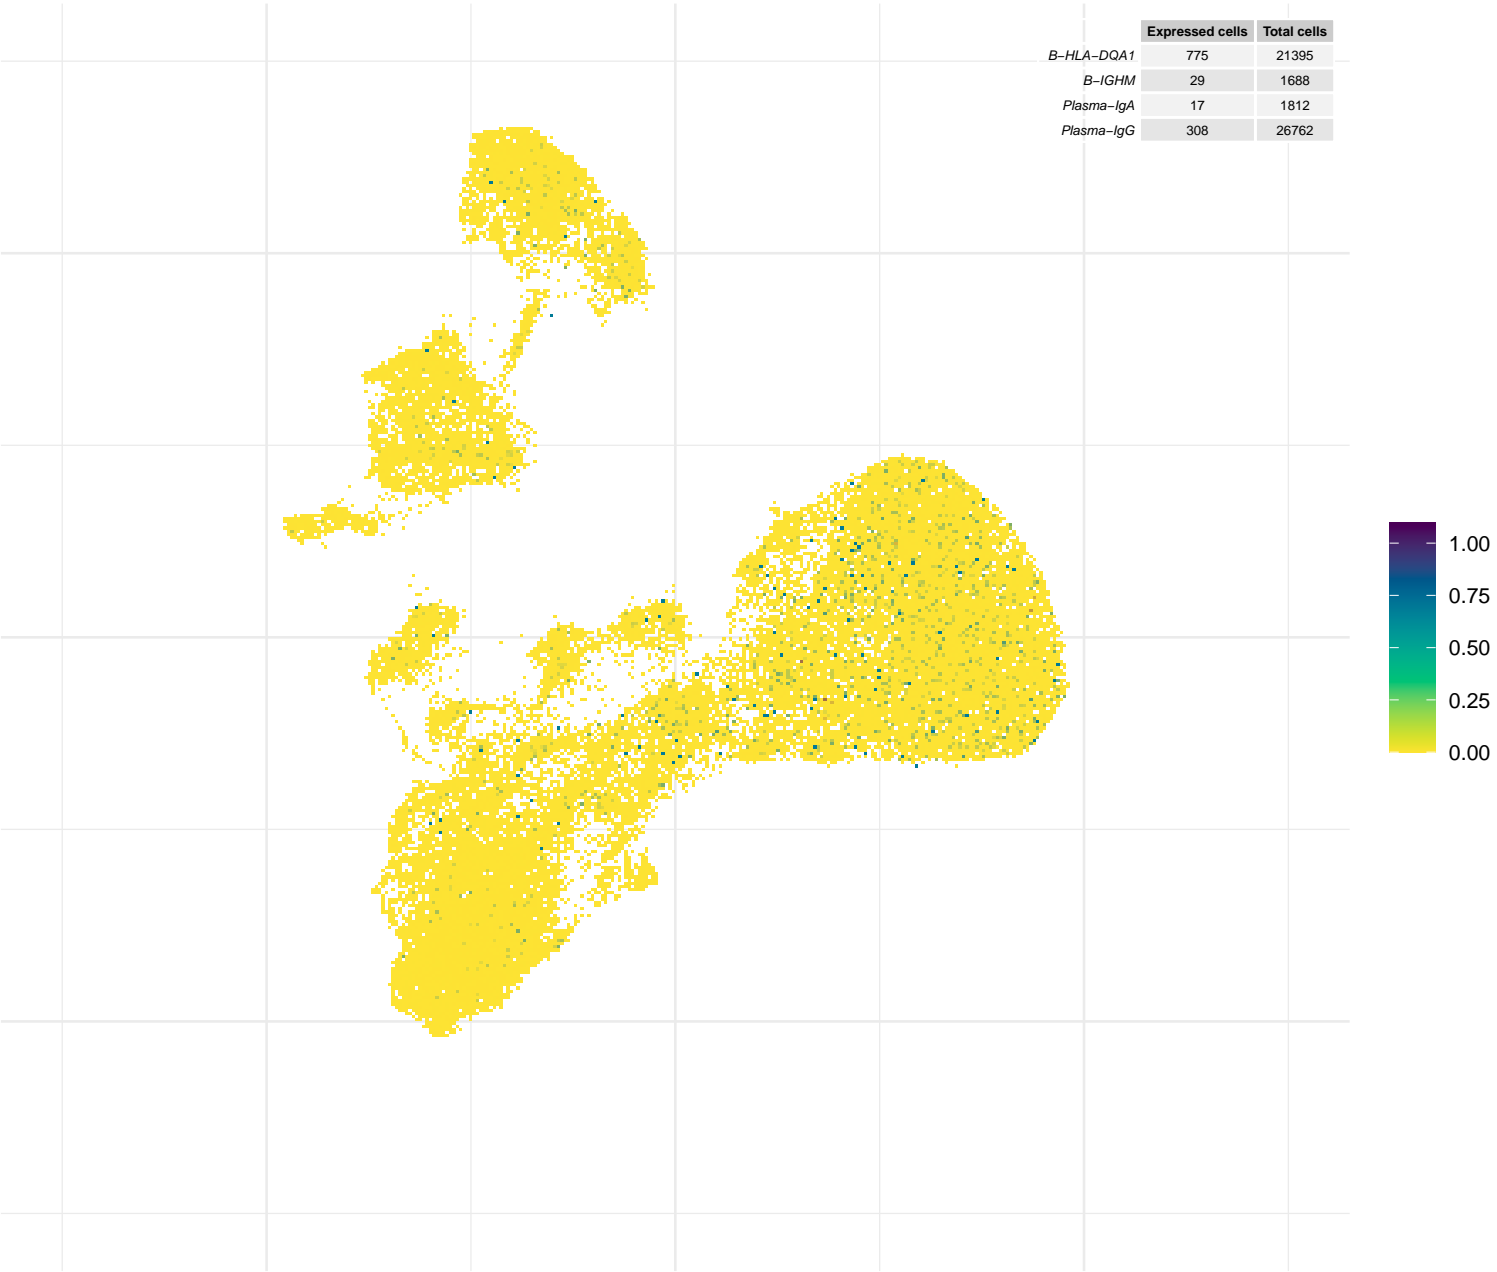 Expressed cells Total cells
B−HLA−DQA1 775 21395
B−IGHM 29 1688
Plasma−IgA 17 1812
Plasma−IgG 308 26762
1.00
0.75
0.50
0.25
0.00